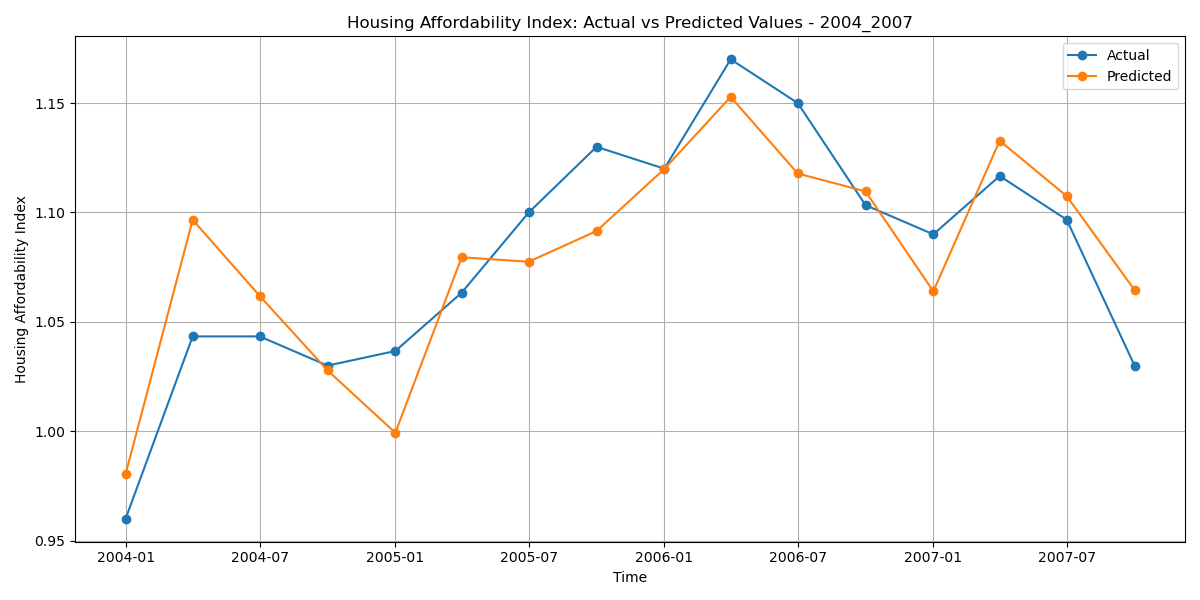 Housing Affordability Index: Actual vs Predicted Values - 2004_2007
Actual
Predicted
1.15
1.10
1.05
1.00
0.95
Housing Affordability Index
2004-01
2004-07
2005-01
2005-07
2006-01
2006-07
2007-01
2007-07
Time